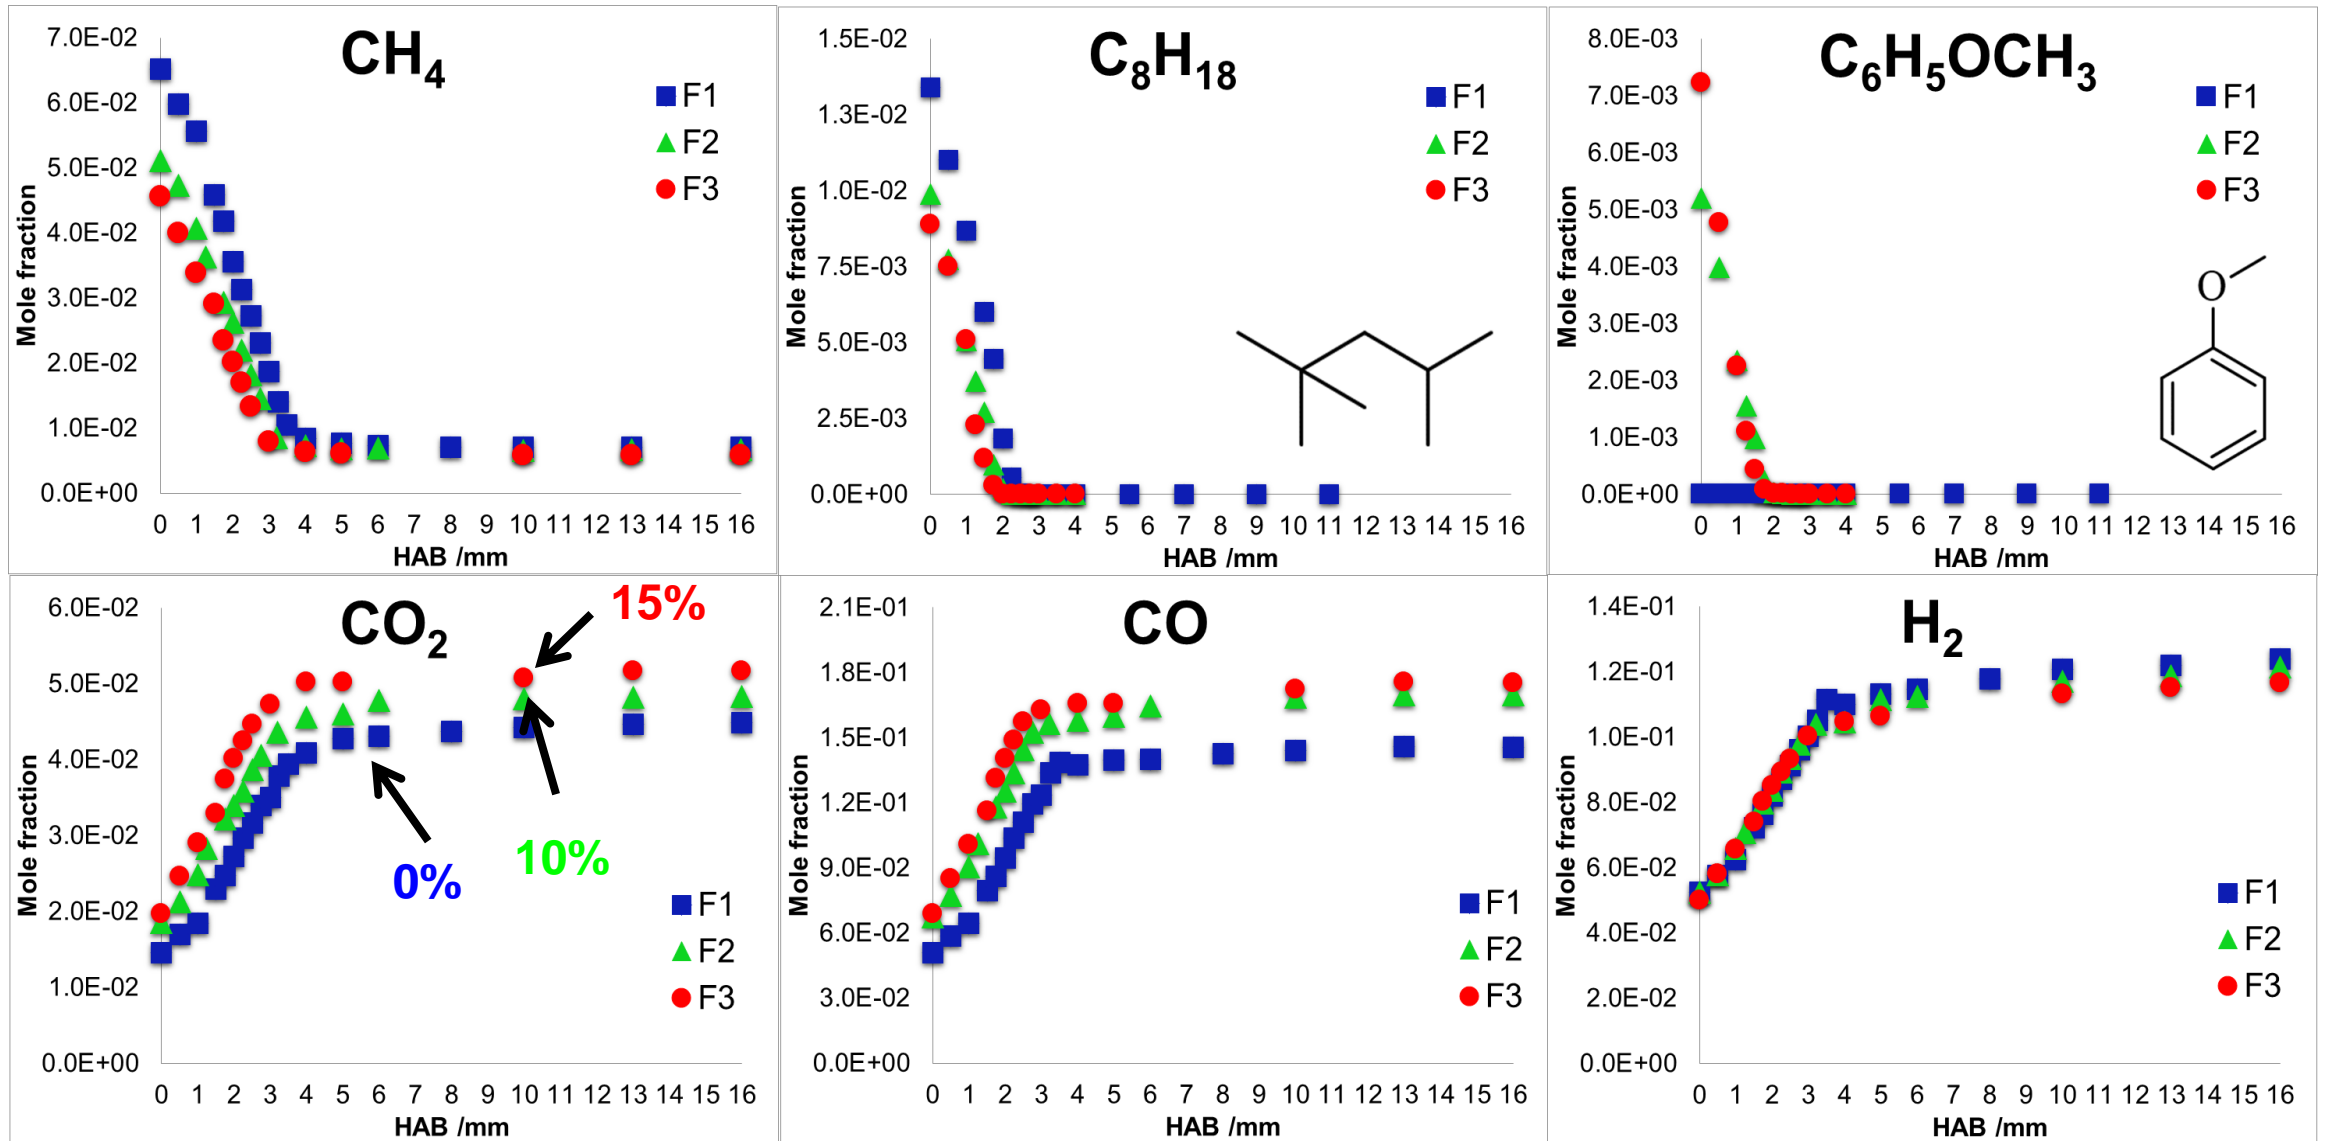 CH4
7.0E-02
6.0E-02
5.0E-02
4.0E-02
3.0E-02
2.0E-02
1.0E-02
0.0E+00
Mole fraction
F1
F2
F3
0 1 2 3 4 5 6 7 8 9 10 11 12 13 14 15 16
HAB /mm
C8H18
1.5E-02
1.3E-02
1.0E-02
7.5E-03
5.0E-03
2.5E-03
0.0E+00
Mole fraction
F1
F2
F3
0 1 2 3 4 5 6 7 8 9 10 11 12 13 14 15 16
HAB /mm
C6H5OCH3
8.0E-03
7.0E-03
6.0E-03
5.0E-03
4.0E-03
3.0E-03
2.0E-03
1.0E-03
0.0E+00
Mole fraction
F1
F2
F3
O
0 1 2 3 4 5 6 7 8 9 10 11 12 13 14 15 16
HAB /mm
CO2
6.0E-02
5.0E-02
4.0E-02
3.0E-02
2.0E-02
1.0E-02
0.0E+00
Mole fraction
15%
10%
0%
F1
F2
F3
0 1 2 3 4 5 6 7 8 9 10 11 12 13 14 15 16
HAB /mm
CO
2.1E-01
1.8E-01
1.5E-01
1.2E-01
9.0E-02
6.0E-02
3.0E-02
0.0E+00
Mole fraction
F1
F2
F3
0 1 2 3 4 5 6 7 8 9 10 11 12 13 14 15 16
HAB /mm
H2
1.4E-01
1.2E-01
1.0E-01
8.0E-02
6.0E-02
4.0E-02
2.0E-02
0.0E+00
Mole fraction
F1
F2
F3
0 1 2 3 4 5 6 7 8 9 10 11 12 13 14 15 16
HAB /mm